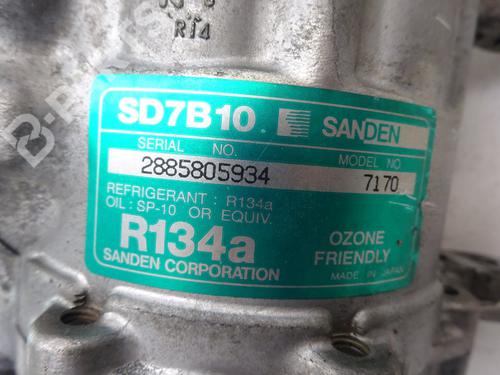 RT4
SD7B10 SANDEN
SERIAL NO. MODEL NO
2885805934 7170
REFRIGERANT : R134a
OIL: SP-10 OR EQUIV.
R134a
OZONE
FRIENDLY
SANDEN CORPORATION
MADE IN JAPAN